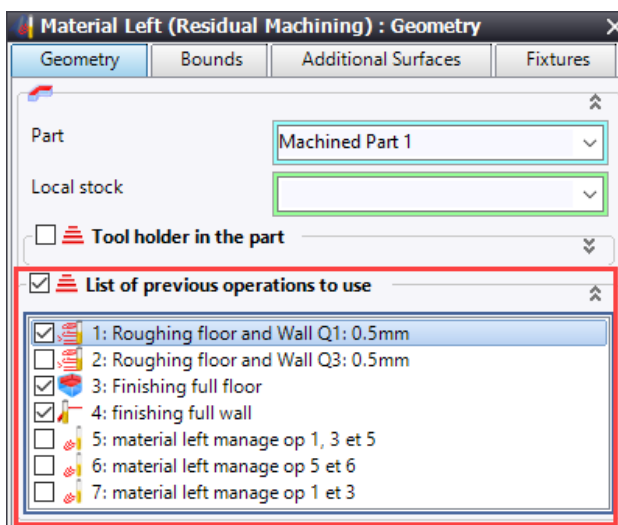 Material Left (Residual Machining) : Geometry
Geometry Bounds Additional Surfaces Fixtures
Part Machined Part 1
Local stock
Tool holder in the part
List of previous operations to use
1: Roughing floor and Wall Q1: 0.5mm
2: Roughing floor and Wall Q3: 0.5mm
3: Finishing full floor
4: finishing full wall
5: material left manage op 1, 3 et 5
6: material left manage op 5 et 6
7: material left manage op 1 et 3